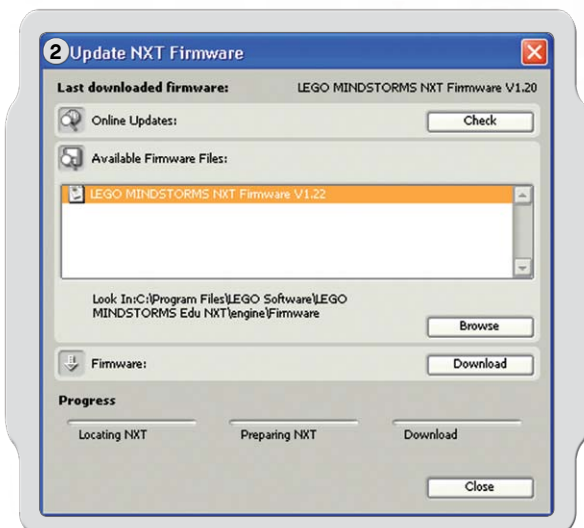 2 Update NXT Firmware
Last downloaded firmware: LEGO MINDSTORMS NXT Firmware V1.20
Online Updates: Check
Available Firmware Files:
LEGO MINDSTORMS NXT Firmware V1.22
Look In:C:\Program Files\LEGO Software\LEGO
MINDSTORMS Edu NXT\engine\Firmware
Browse
Firmware: Download
Progress
Locating NXT Preparing NXT Download
Close